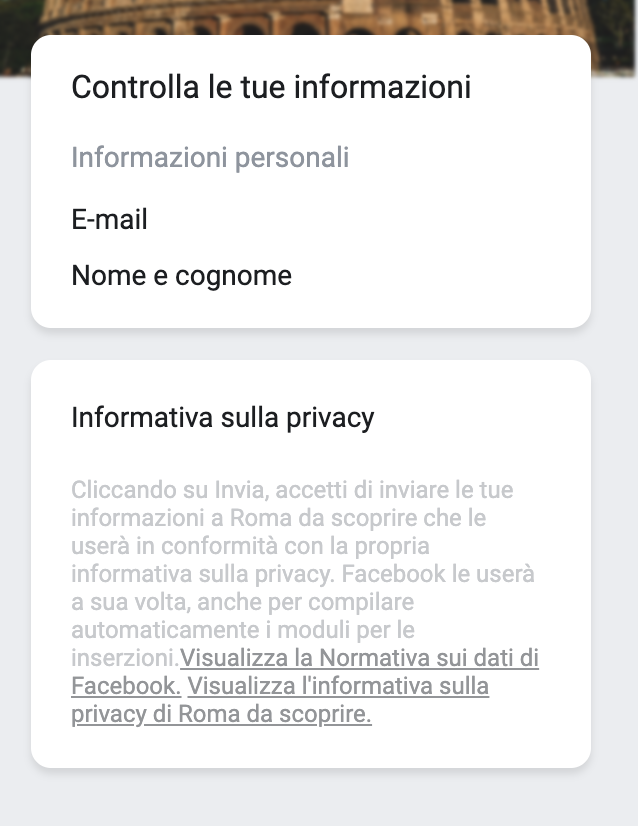 Controlla le tue informazioni
Informazioni personali
E-mail
Nome e cognome
Informativa sulla privacy
Cliccando su Invia, accetti di inviare le tue
informazioni a Roma da scoprire che le
userà in conformità con la propria
informativa sulla privacy. Facebook le userà
a sua volta, anche per compilare
automaticamente i moduli per le
inserzioni.Visualizza la Normativa sui dati di
Facebook. Visualizza l'informativa sulla
privacy di Roma da scoprire.